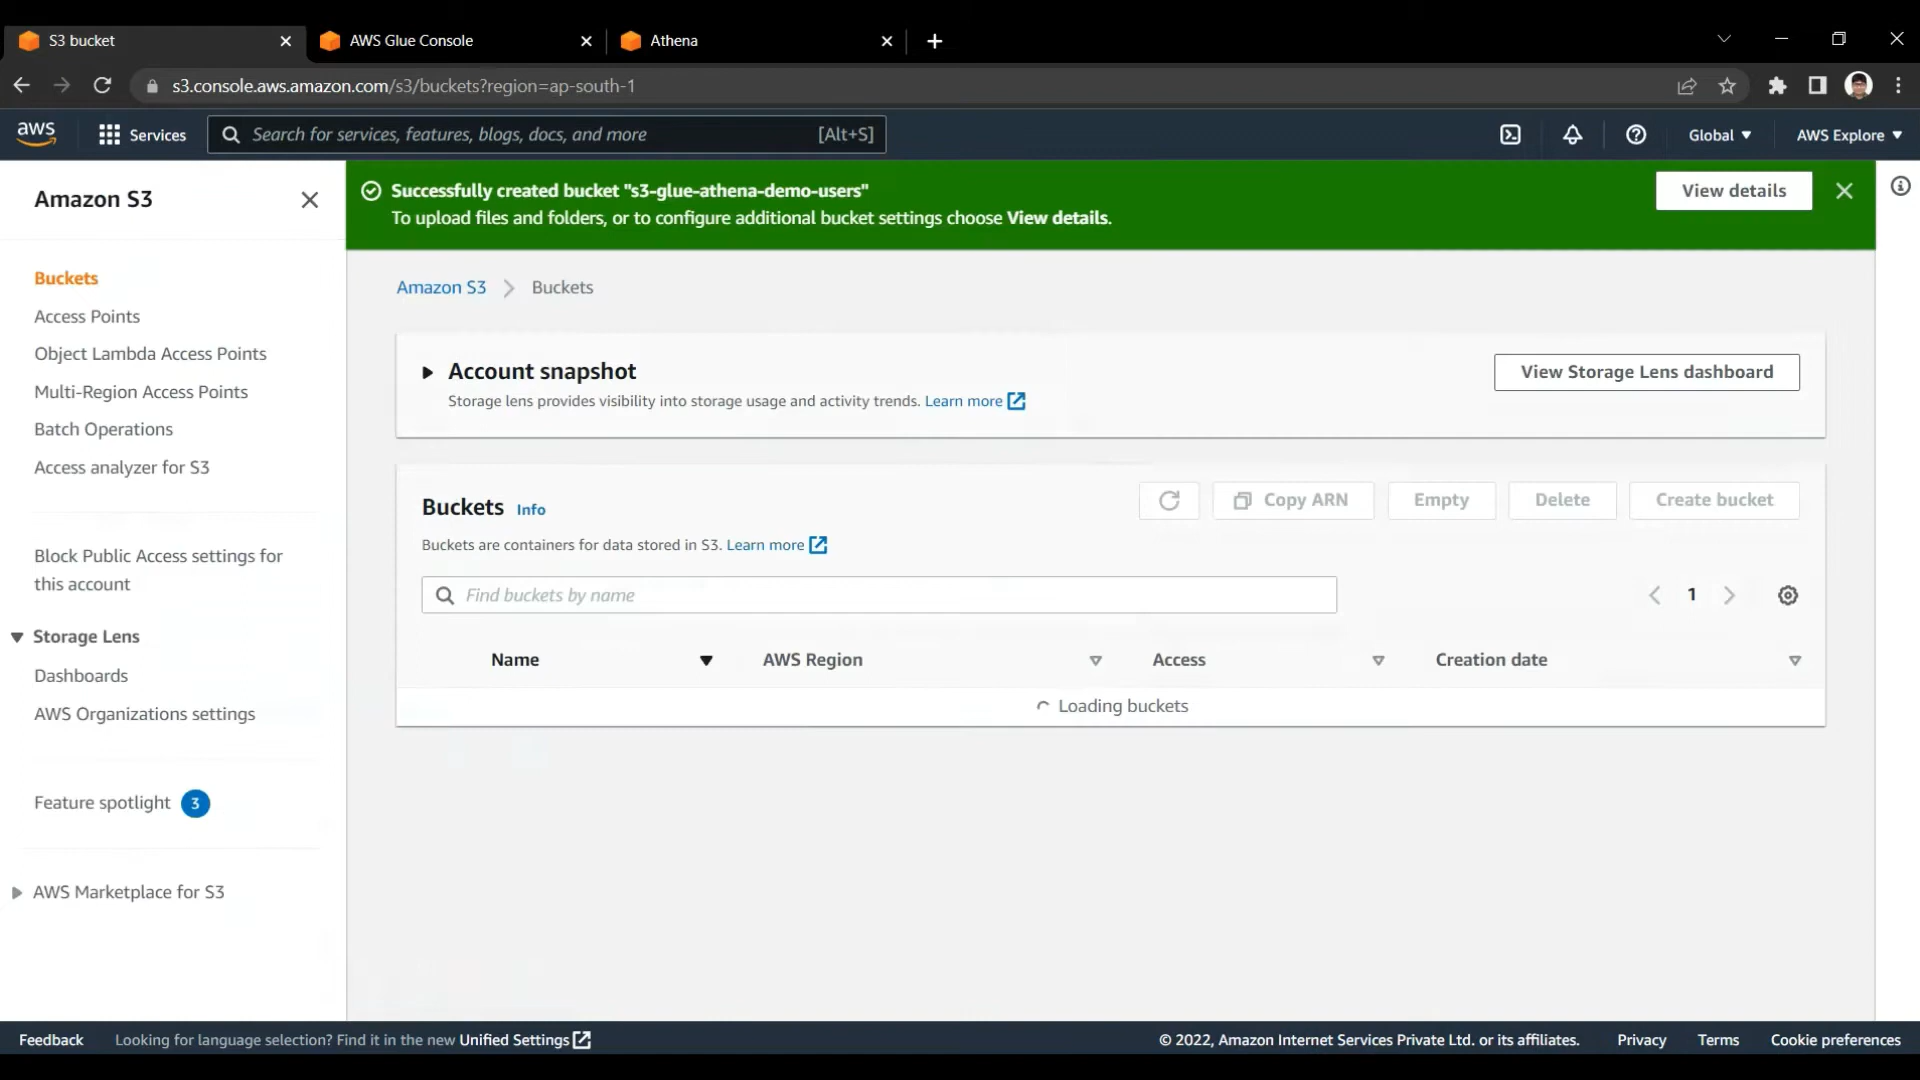 S3 bucket
AWS Glue Console
Athena
s3.console.aws.amazon.com/s3/buckets?region=ap-south-1
aws
Services
Search for services, features, blogs, docs, and more
[Alt+S]
Global
AWS Explore
Amazon S3
Buckets
Access Points
Object Lambda Access Points
Multi-Region Access Points
Batch Operations
Access analyzer for S3
Block Public Access settings for
this account
Storage Lens
Dashboards
AWS Organizations settings
Feature spotlight 3
AWS Marketplace for S3
Successfully created bucket "s3-glue-athena-demo-users"
To upload files and folders, or to configure additional bucket settings choose View details.
View details
Amazon S3 Buckets
Account snapshot
Storage lens provides visibility into storage usage and activity trends. Learn more
View Storage Lens dashboard
Buckets Info
Copy ARN
Empty
Delete
Create bucket
Buckets are containers for data stored in S3. Learn more
Find buckets by name
1
Name
AWS Region
Access
Creation date
Loading buckets
Feedback
Looking for language selection? Find it in the new Unified Settings
© 2022, Amazon Internet Services Private Ltd. or its affiliates.
Privacy
Terms
Cookie preferences